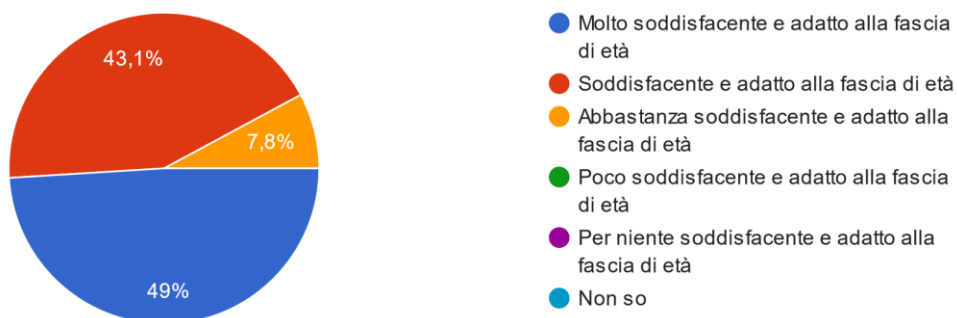 43,1%
7,8%
49%
Molto soddisfacente e adatto alla fascia
di età
Soddisfacente e adatto alla fascia di età
Abbastanza soddisfacente e adatto alla
fascia di età
Poco soddisfacente e adatto alla fascia
di età
Per niente soddisfacente e adatto alla
fascia di età
Non so